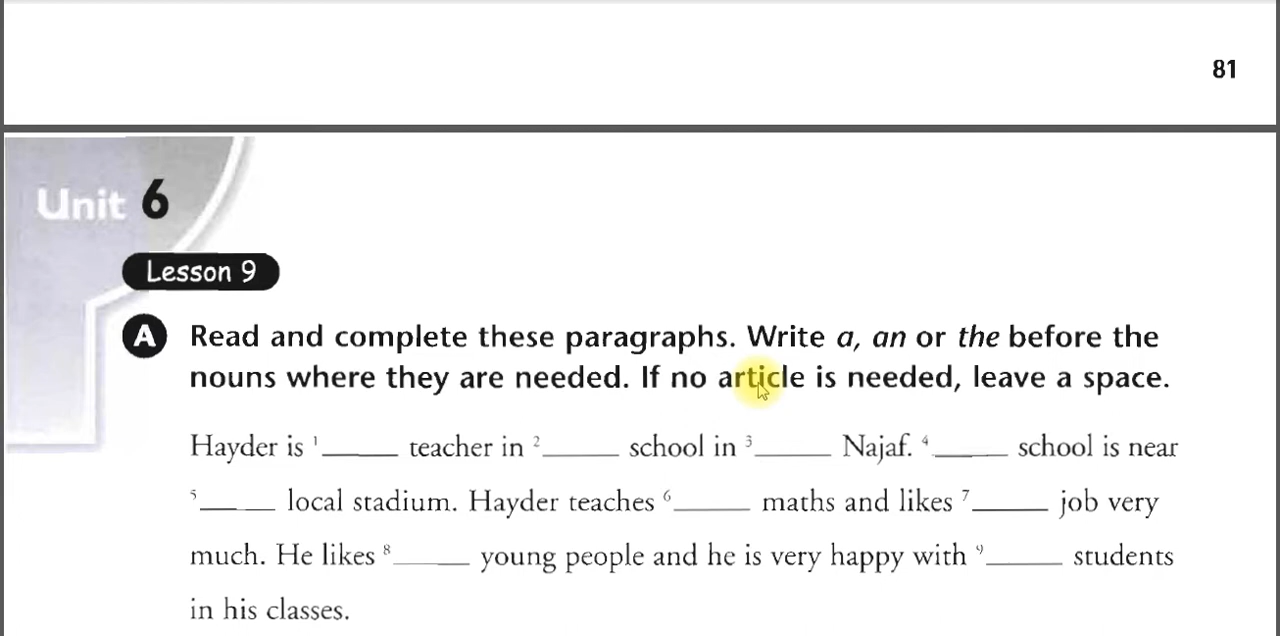 81
Unit 6
Lesson 9
A Read and complete these paragraphs. Write a, an or the before the
nouns where they are needed. If no article is needed, leave a space.
Hayder is ¹_____ teacher in ²_____ school in ³_____ Najaf. ⁴_____ school is near
⁵_____ local stadium. Hayder teaches ⁶_____ maths and likes ⁷_____ job very
much. He likes ⁸_____ young people and he is very happy with ⁹_____ students
in his classes.